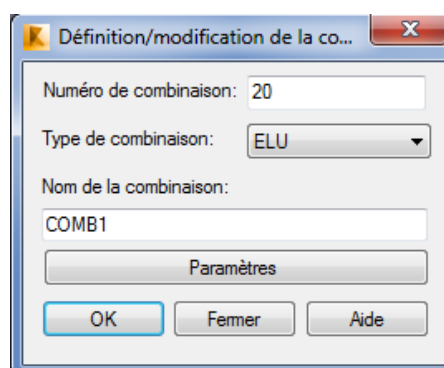 Définition/modification de la co...
Numéro de combinaison: 20
Type de combinaison: ELU
Nom de la combinaison:
COMB1
Paramètres
OK Fermer Aide